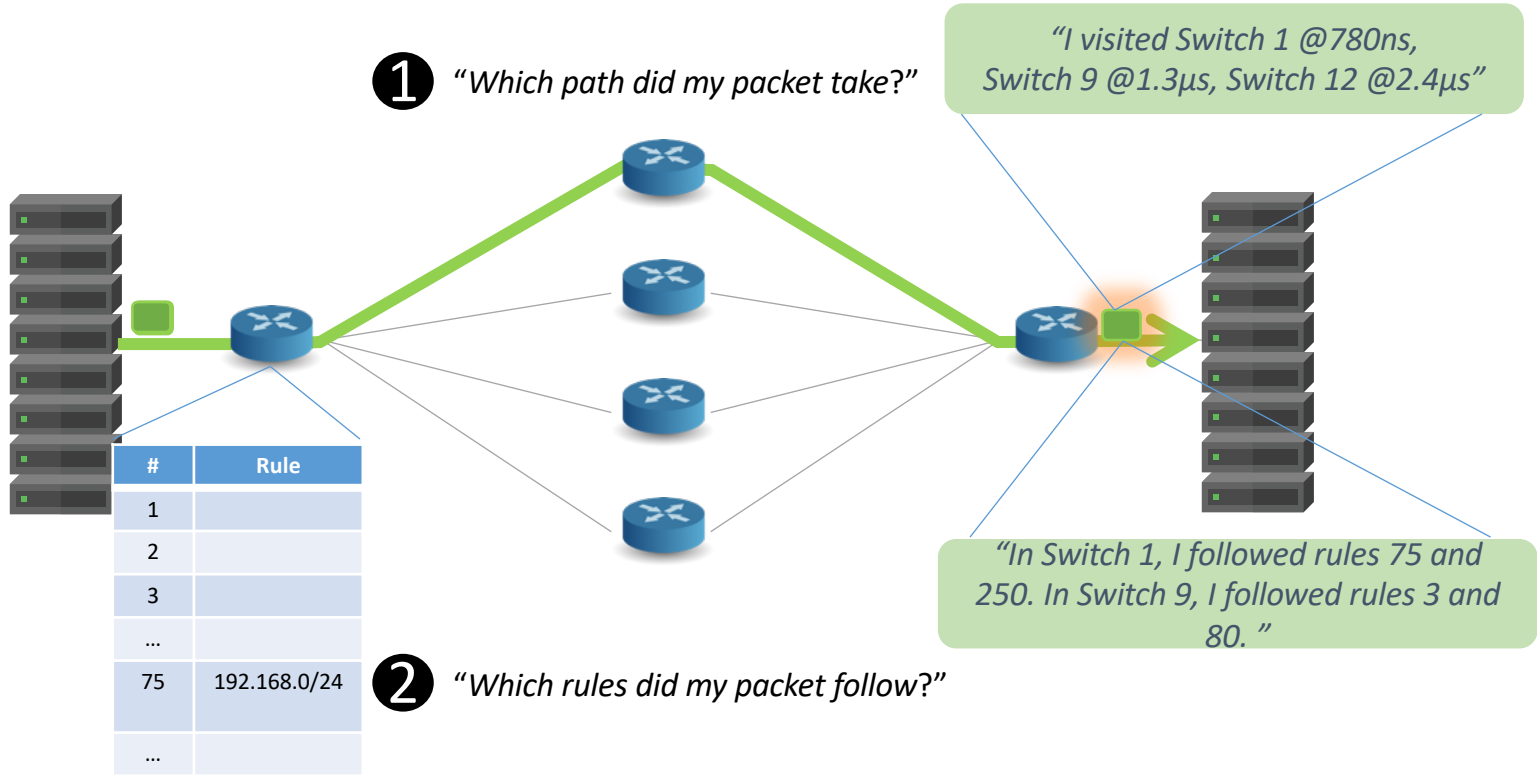 ❶ “Which path did my packet take?”
“I visited Switch 1 @780ns,
Switch 9 @1.3µs, Switch 12 @2.4µs”
# Rule
1
2
3
…
75 192.168.0/24
…
❷ “Which rules did my packet follow?”
“In Switch 1, I followed rules 75 and
250. In Switch 9, I followed rules 3 and
80. ”